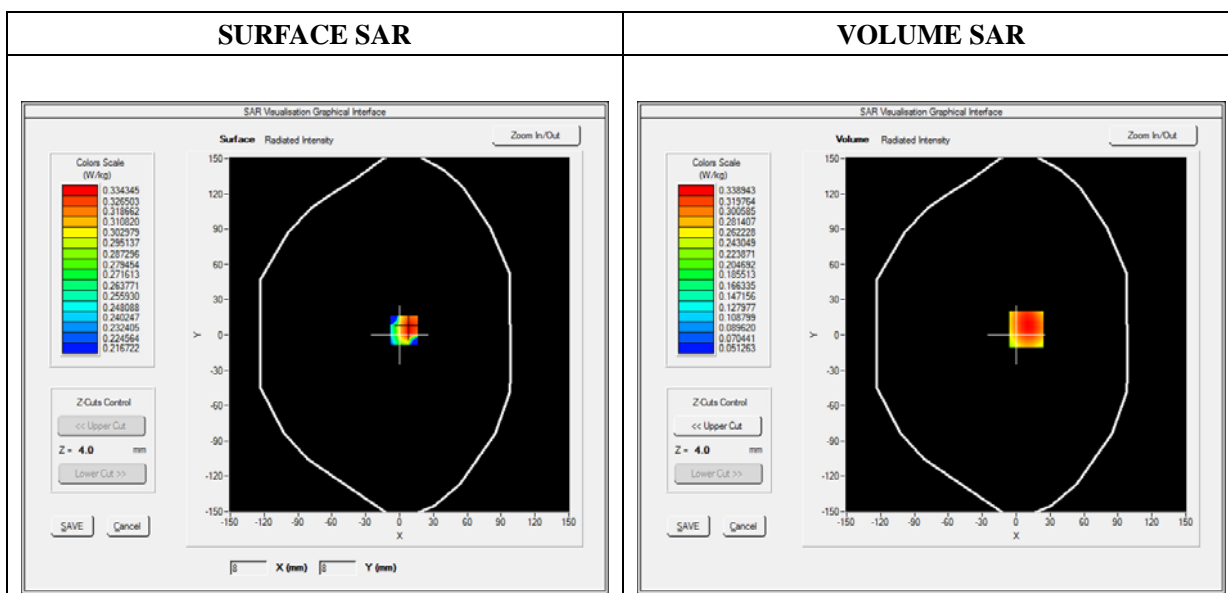 SURFACE SAR
VOLUME SAR
SAR Visualisation Graphical Interface
Surface Radiated Intensity
Zoom In/Out
Colors Scale
(W/kg)
0.334345
0.326503
0.318662
0.310820
0.302979
0.295137
0.287296
0.279454
0.271613
0.263771
0.255930
0.248088
0.240247
0.232405
0.224564
0.216722
Z-Cuts Control
<< Upper Cut
Z = 4.0 mm
Lower Cut >>
SAVE Cancel
150
120
90
60
30
0
-30
-60
-90
-120
-150
Y
-150 -120 -90 -60 -30 0 30 60 90 120 150
X
8 X (mm) 8 Y (mm)
SAR Visualisation Graphical Interface
Volume Radiated Intensity
Zoom In/Out
Colors Scale
(W/kg)
0.338943
0.319764
0.300585
0.281407
0.262228
0.243049
0.223871
0.204692
0.185513
0.166335
0.147156
0.127977
0.108799
0.089620
0.070441
0.051263
Z-Cuts Control
<< Upper Cut
Z = 4.0 mm
Lower Cut >>
SAVE Cancel
150
120
90
60
30
0
-30
-60
-90
-120
-150
Y
-150 -120 -90 -60 -30 0 30 60 90 120 150
X